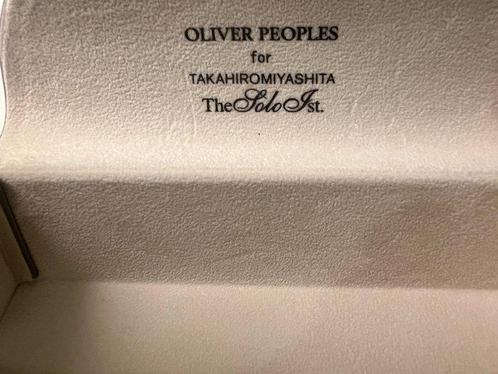 OLIVER PEOPLES
for
TAKAHIROMIYASHITA
TheSoloIst.